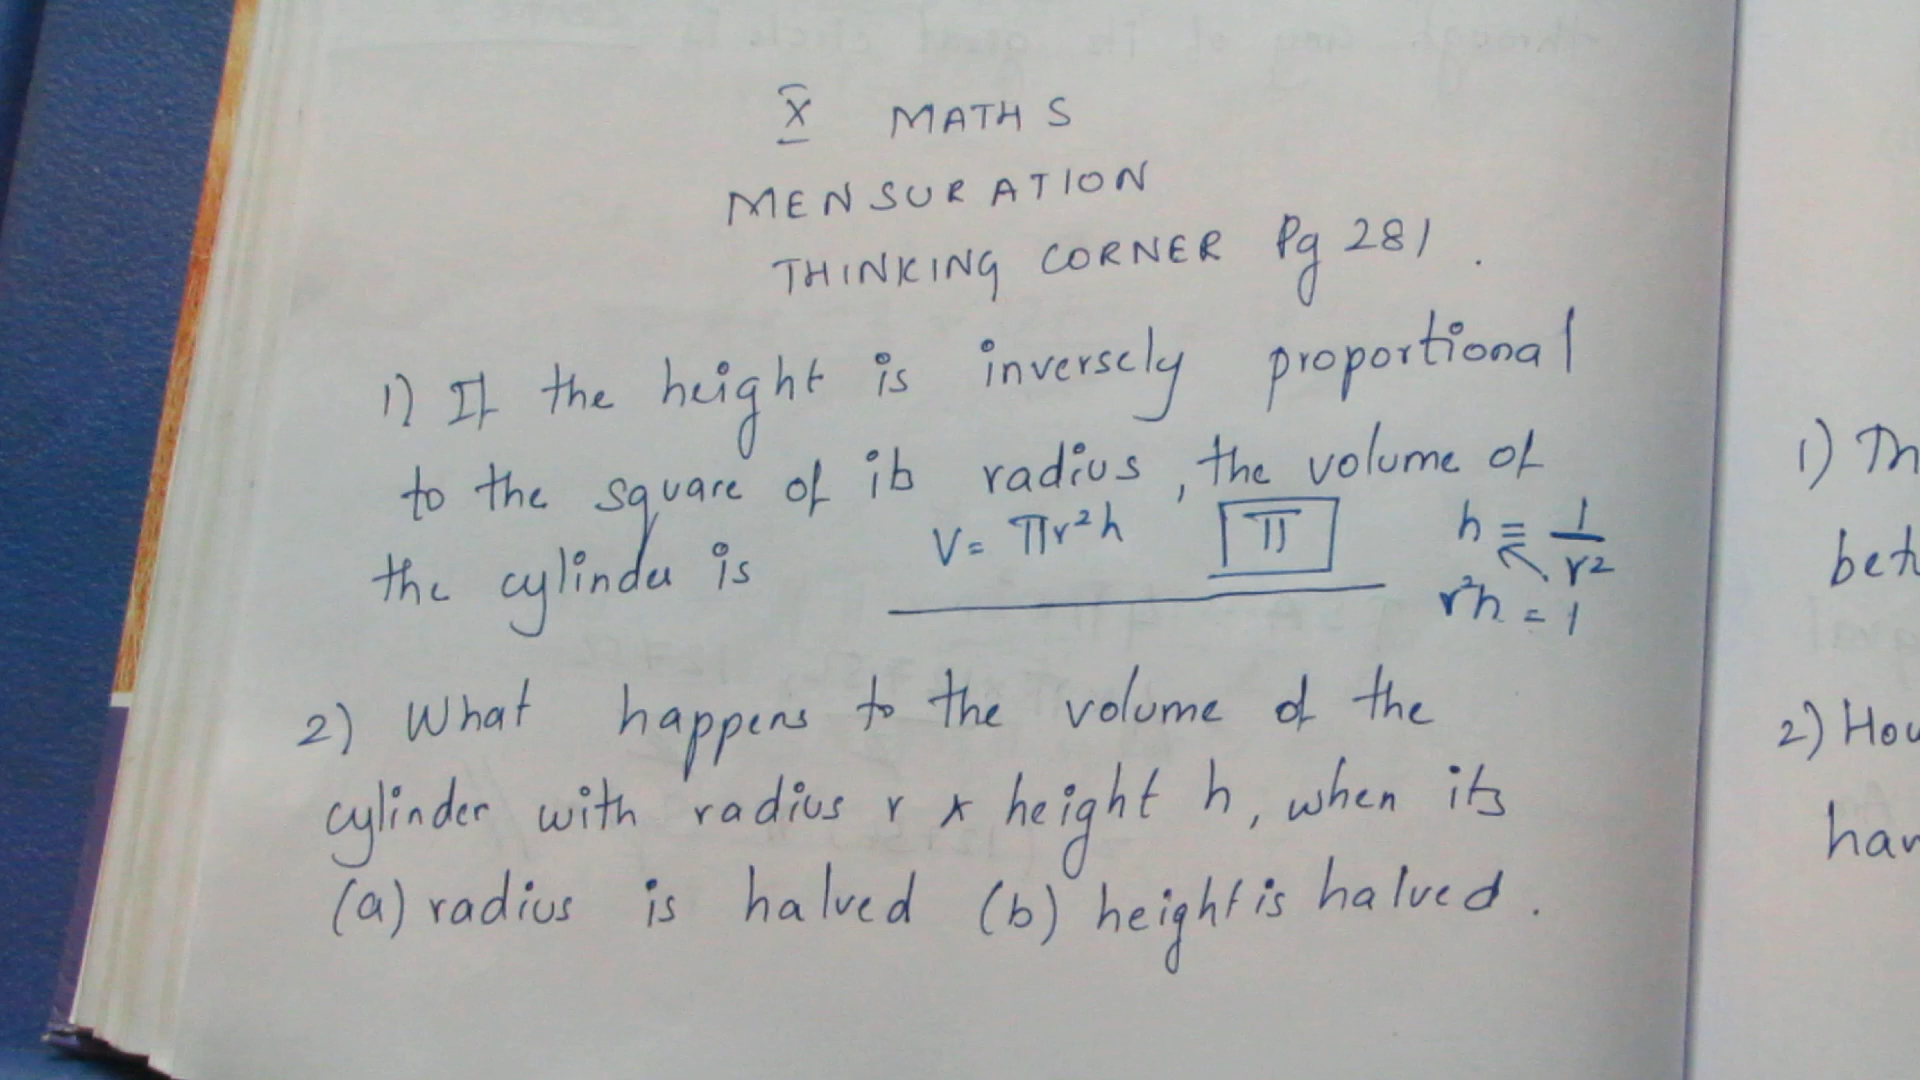 X MATHS
MENSURATION
THINKING CORNER Pg 281.
1) If the height is inversely proportional
to the square of its radius, the volume of
the cylinder is V = πr²h π
h ≡ 1/r²
r²h = 1
2) What happens to the volume of the
cylinder with radius r x height h, when its
(a) radius is halved (b) height is halved.
1) Th
bet
2) How
hav